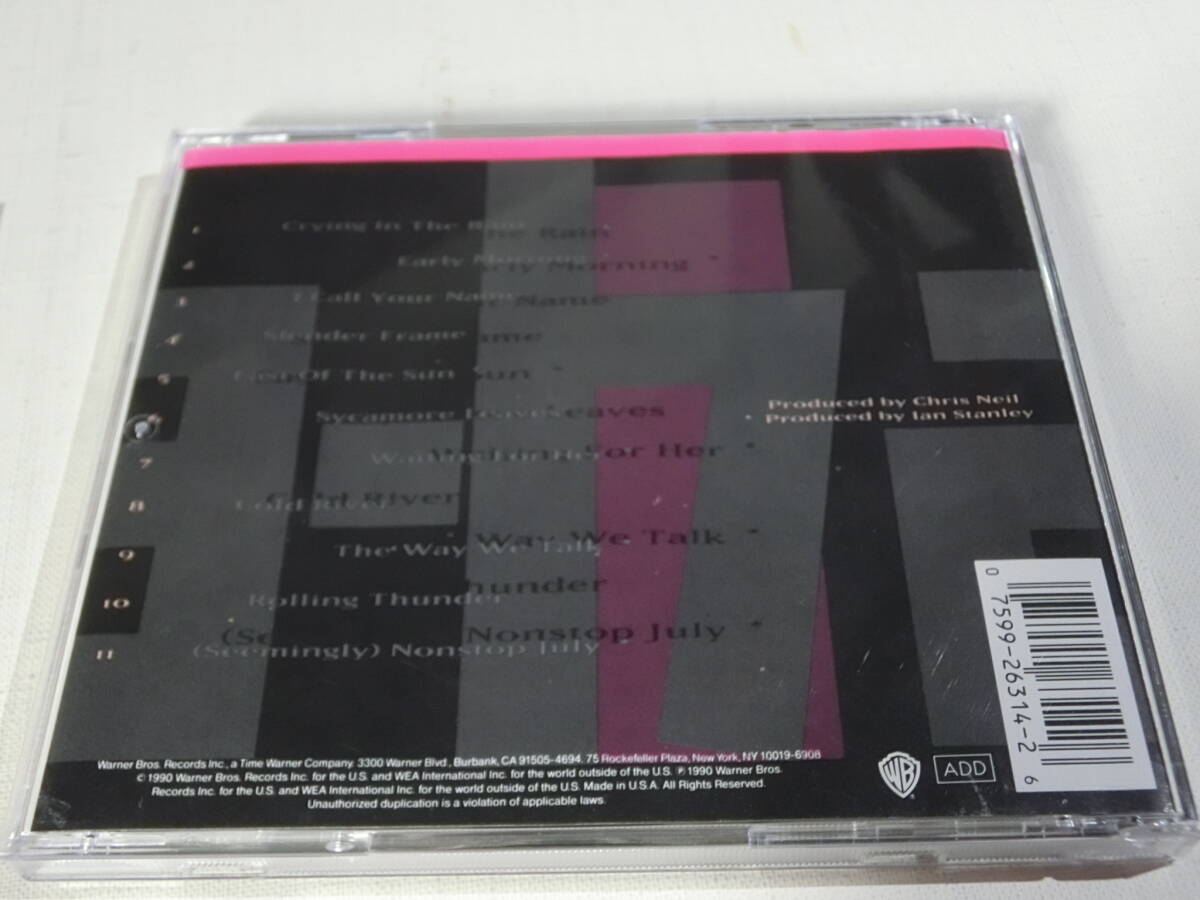 1 Crying in The Rain
2 Early Morning *
3 I Call Your Name
4 Slender Frame
5 East Of The Sun *
6 Sycamore Leaves
7 Waiting For Her *
8 Cold River
9 The Way We Talk *
10 Rolling Thunder
11 (Seemingly) Nonstop July *
Produced by Chris Neil
* Produced by Ian Stanley
Warner Bros. Records Inc., a Time Warner Company. 3300 Warner Blvd., Burbank, CA 91505-4694. 75 Rockefeller Plaza, New York, NY 10019-6908
© 1990 Warner Bros. Records Inc. for the U.S. and WEA International Inc. for the world outside of the U.S. ℗ 1990 Warner Bros.
Records Inc. for the U.S. and WEA International Inc. for the world outside of the U.S. Made in U.S.A. All Rights Reserved.
Unauthorized duplication is a violation of applicable laws.
WB
ADD
0 7599-26314-2 6